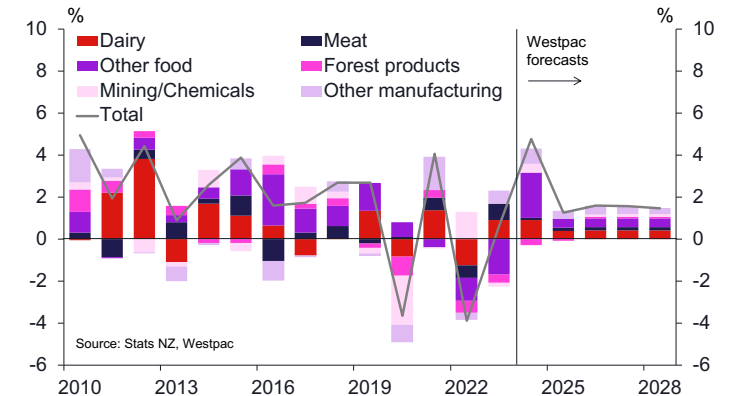 % %
10 10
Dairy Meat
Other food Forest products
Mining/Chemicals Other manufacturing
Total
Westpac
forecasts
8 8
6 6
4 4
2 2
0 0
-2 -2
-4 -4
Source: Stats NZ, Westpac
-6 -6
2010 2013 2016 2019 2022 2025 2028